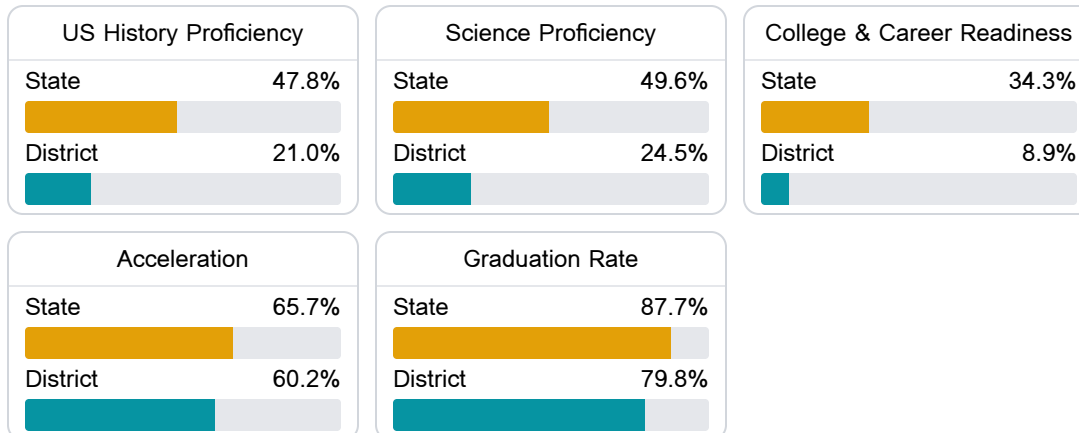 US History Proficiency
State 47.8%
District 21.0%
Science Proficiency
State 49.6%
District 24.5%
College & Career Readiness
State 34.3%
District 8.9%
Acceleration
State 65.7%
District 60.2%
Graduation Rate
State 87.7%
District 79.8%